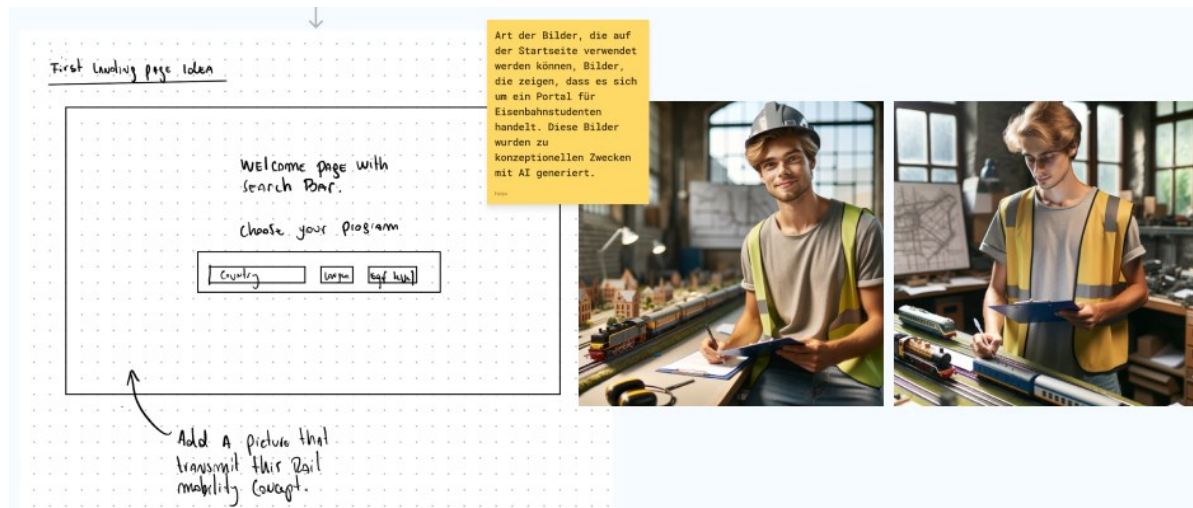 First Landing page Idea
Welcome page with
search Bar.
choose your Program
Country
Eqf level
Add A picture that
transmit this Rail
mobility Concept.
Art der Bilder, die auf
der Startseite verwendet
werden können, Bilder,
die zeigen, dass es sich
um ein Portal für
Eisenbahnstudenten
handelt. Diese Bilder
wurden zu
konzeptionellen Zwecken
mit AI generiert.